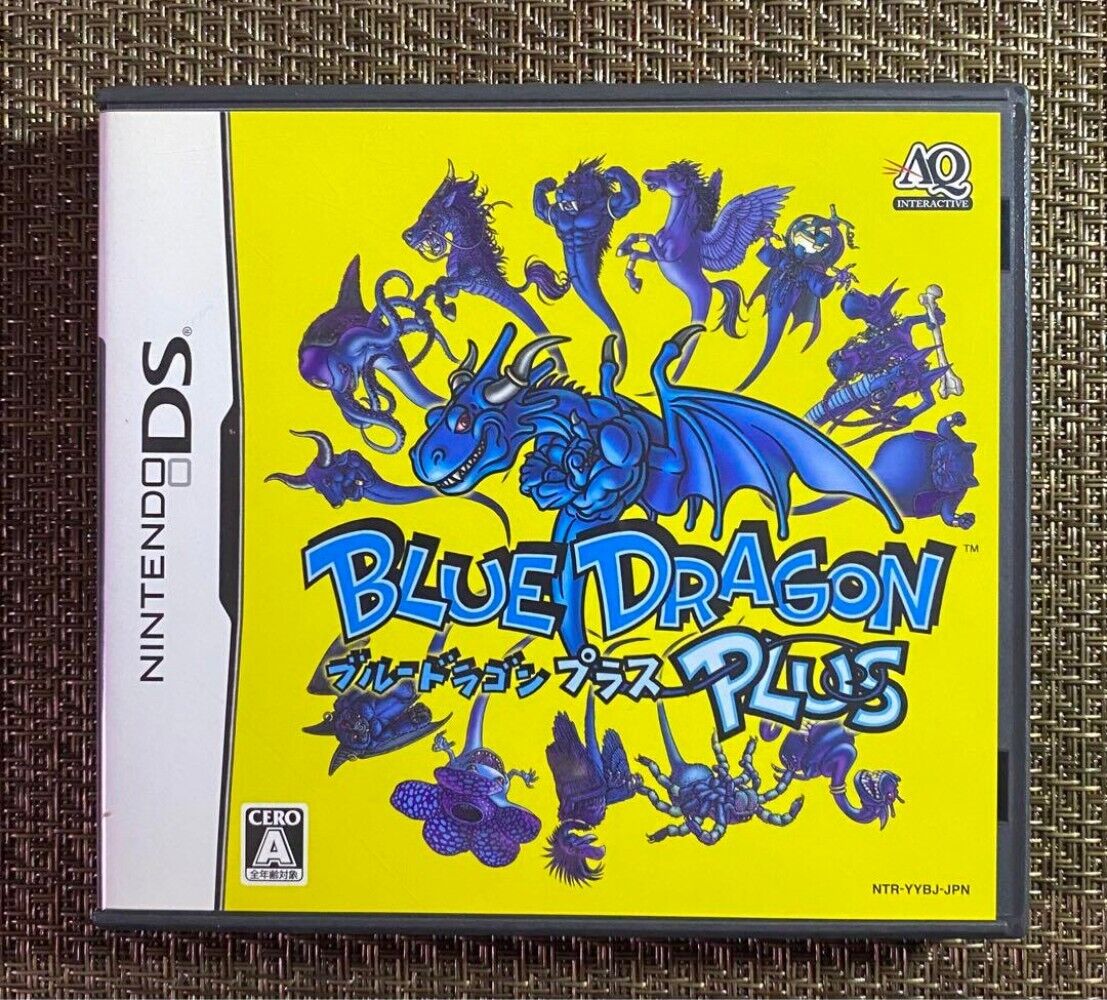 NINTENDO DS®
AQ
INTERACTIVE
BLUE DRAGON™
ブルードラゴン プラス PLUS
CERO
A
全年齢対象
NTR-YYBJ-JPN